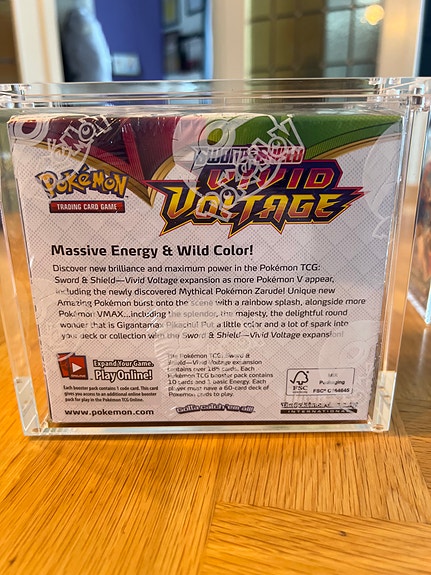 SWORD & SHIELD
POKéMON
VIVID
TRADING CARD GAME
VOLTAGE
Massive Energy & Wild Color!
Discover new brilliance and maximum power in the Pokémon TCG:
Sword & Shield—Vivid Voltage expansion as more Pokémon V appear,
including the newly discovered Mythical Pokémon Zarude! Unique new
Amazing Pokémon burst onto the scene with a rainbow splash, alongside more
Pokémon VMAX...including the splendor, the majesty, the delightful round
wonder that is Gigantamax Pikachu! Put a little color and a lot of spark into
your deck or collection with the Sword & Shield—Vivid Voltage expansion!
Expand Your Game.
Play Online!
Each booster pack contains 1 code card. This card
gives you access to an additional online booster
pack for play in the Pokémon TCG Online.
www.pokemon.com
The Pokémon TCG: Sword &
Shield—Vivid Voltage expansion
contains over 185 cards. Each
Pokémon TCG booster pack contains
10 cards and 1 basic Energy. Each
player must have a 60-card deck of
Pokémon cards to play.
Gotta catch 'em all!
FSC
MIX
Packaging
INTERNATIONAL